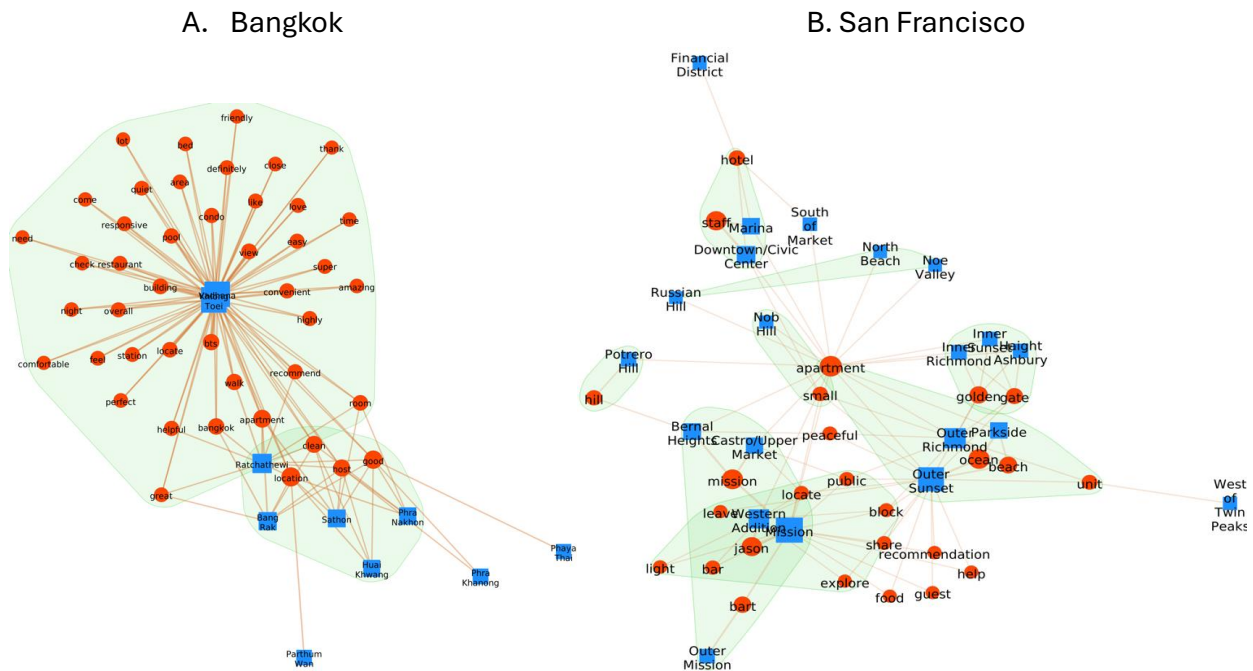 A. Bangkok
B. San Francisco
friendly
lot
bed
thank
definitely
close
quiet
area
come
like
love
responsive
condo
time
need
pool
view
easy
check
restaurant
super
building
convenient
amazing
Toei
night
overall
highly
bts
comfortable
feel
station
locate
walk
recommend
perfect
room
helpful
bangkok
apartment
clean
Ratchathewi
host
good
location
great
Bang
Rak
Sathon
Phra
Nakhon
Huai
Khwang
Phra
Khanong
Phaya
Thai
Parthum
Wan
Financial
District
hotel
staff
Marina
South
of
Market
Downtown/Civic
Center
North
Beach
Noe
Valley
Russian
Hill
Nob
Hill
Potrero
Hill
apartment
Inner
Richmond
Inner
Sunset
Haight
Ashbury
hill
small
golden
gate
Bernal
Heights
Castro/Upper
Market
peaceful
Outer
Richmond
Parkside
ocean
beach
mission
public
Outer
Sunset
unit
locate
leave
Western
Addition
Mission
block
West
of
Twin
Peaks
jason
share
recommendation
light
bar
explore
help
food
guest
bart
Outer
Mission